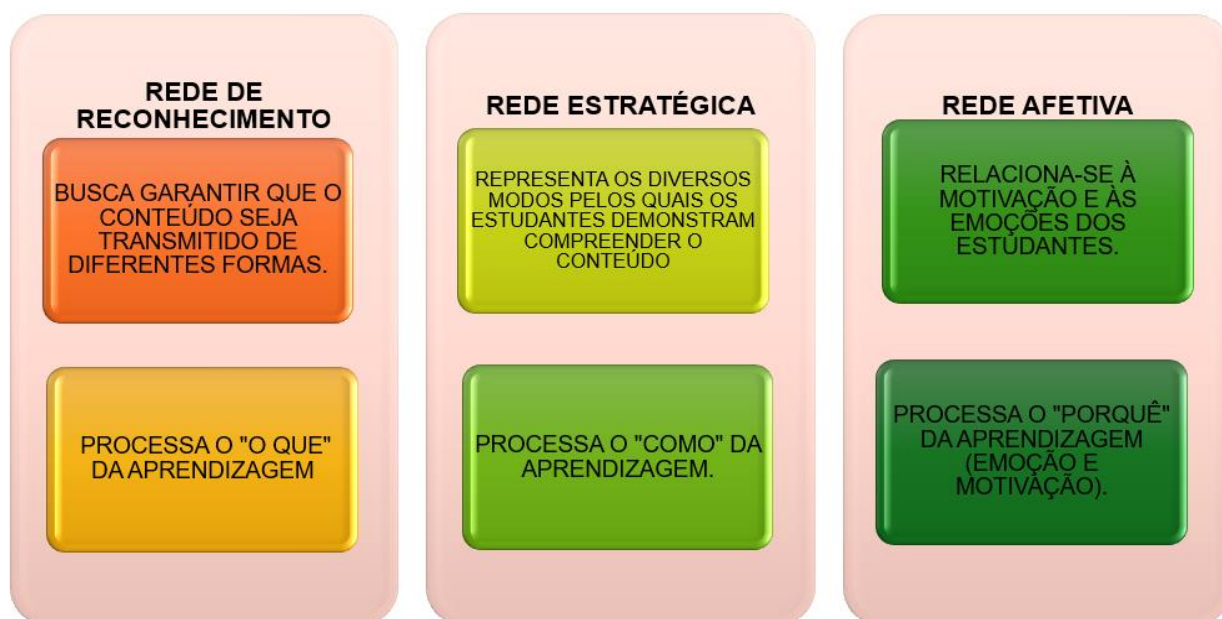 REDE DE
RECONHECIMENTO
BUSCA GARANTIR QUE O
CONTEÚDO SEJA
TRANSMITIDO DE
DIFERENTES FORMAS.
PROCESSA O "O QUE"
DA APRENDIZAGEM
REDE ESTRATÉGICA
REPRESENTA OS DIVERSOS
MODOS PELOS QUAIS OS
ESTUDANTES DEMONSTRAM
COMPREENDER O
CONTEÚDO
PROCESSA O "COMO" DA
APRENDIZAGEM.
REDE AFETIVA
RELACIONA-SE À
MOTIVAÇÃO E ÀS
EMOÇÕES DOS
ESTUDANTES.
PROCESSA O "PORQUÊ"
DA APRENDIZAGEM
(EMOÇÃO E
MOTIVAÇÃO).